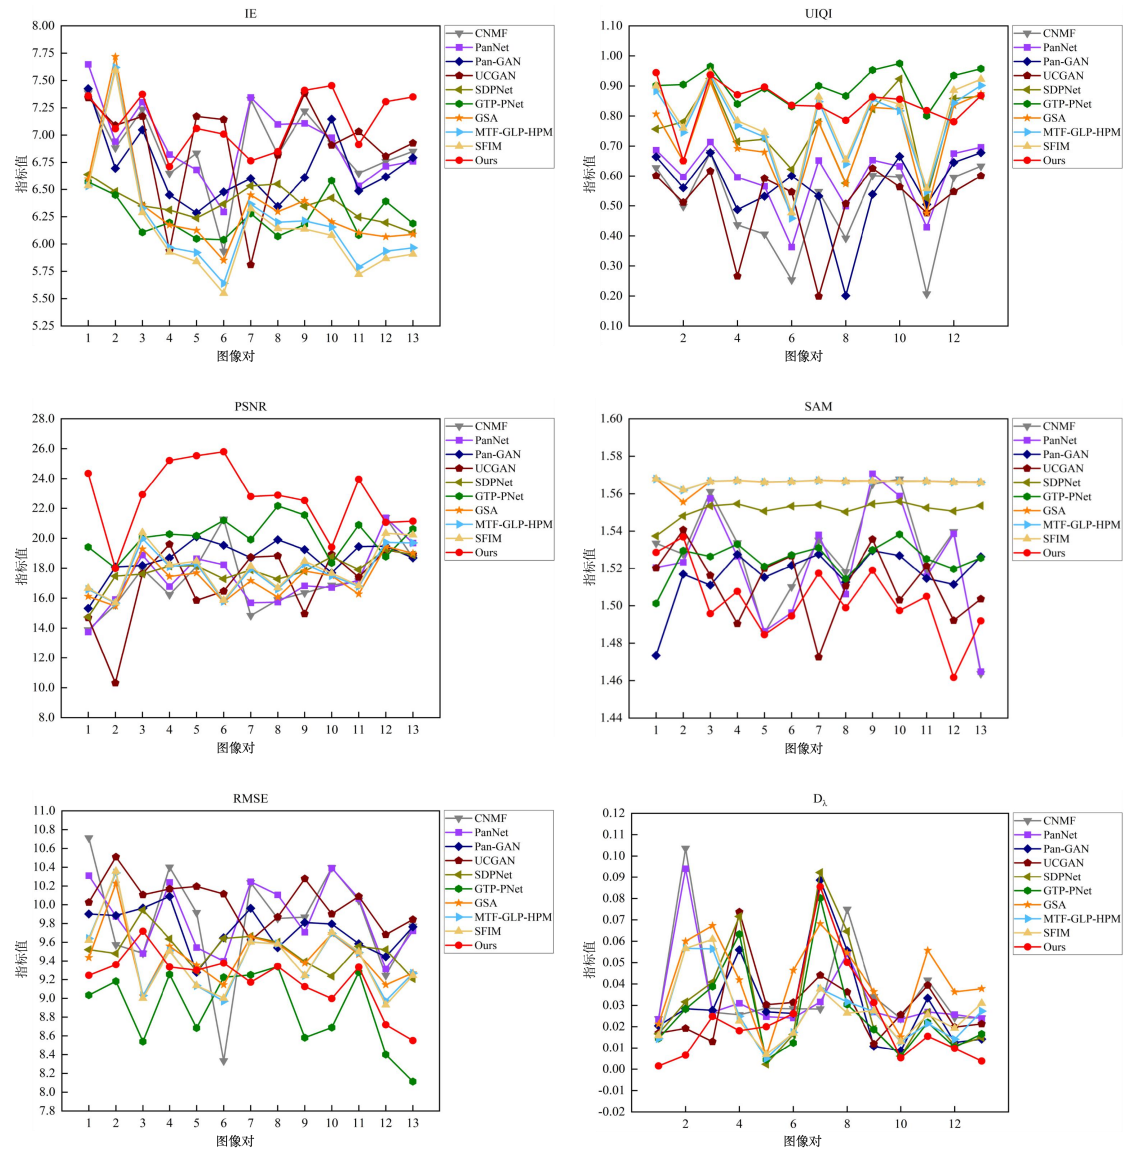 IE
8.00
7.75
7.50
7.25
7.00
6.75
6.50
6.25
6.00
5.75
5.50
5.25
指标值
1 2 3 4 5 6 7 8 9 10 11 12 13
图像对
CNMF
PanNet
Pan-GAN
UCGAN
SDPNet
GTP-PNet
GSA
MTF-GLP-HPM
SFIM
Ours
UIQI
1.10
1.00
0.90
0.80
0.70
0.60
0.50
0.40
0.30
0.20
0.10
指标值
2 4 6 8 10 12
图像对
CNMF
PanNet
Pan-GAN
UCGAN
SDPNet
GTP-PNet
GSA
MTF-GLP-HPM
SFIM
Ours
PSNR
28.0
26.0
24.0
22.0
20.0
18.0
16.0
14.0
12.0
10.0
8.0
指标值
1 2 3 4 5 6 7 8 9 10 11 12 13
图像对
CNMF
PanNet
Pan-GAN
UCGAN
SDPNet
GTP-PNet
GSA
MTF-GLP-HPM
SFIM
Ours
SAM
1.60
1.58
1.56
1.54
1.52
1.50
1.48
1.46
1.44
指标值
1 2 3 4 5 6 7 8 9 10 11 12 13
图像对
CNMF
PanNet
Pan-GAN
UCGAN
SDPNet
GTP-PNet
GSA
MTF-GLP-HPM
SFIM
Ours
RMSE
11.0
10.8
10.6
10.4
10.2
10.0
9.8
9.6
9.4
9.2
9.0
8.8
8.6
8.4
8.2
8.0
7.8
指标值
1 2 3 4 5 6 7 8 9 10 11 12 13
图像对
CNMF
PanNet
Pan-GAN
UCGAN
SDPNet
GTP-PNet
GSA
MTF-GLP-HPM
SFIM
Ours
D<sub>λ</sub>
0.12
0.11
0.10
0.09
0.08
0.07
0.06
0.05
0.04
0.03
0.02
0.01
0.00
-0.01
-0.02
指标值
2 4 6 8 10 12
图像对
CNMF
PanNet
Pan-GAN
UCGAN
SDPNet
GTP-PNet
GSA
MTF-GLP-HPM
SFIM
Ours